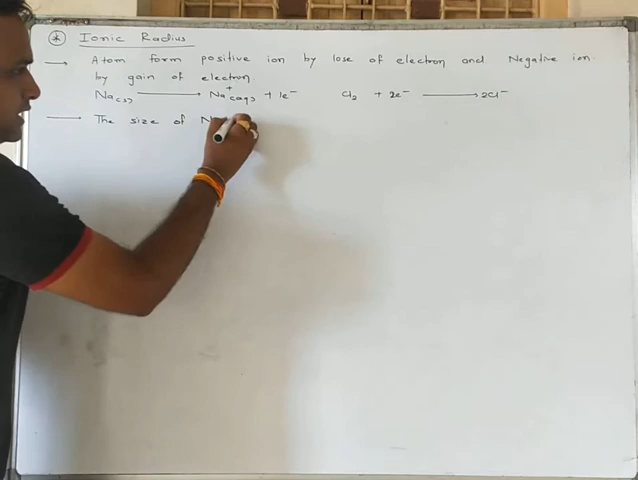 * Ionic Radius
→ Atom form positive ion by lose of electron and Negative ion
by gain of electron.
Na(s) → Na⁺(aq) + 1e⁻ Cl₂ + 2e⁻ → 2Cl⁻
→ The size of N